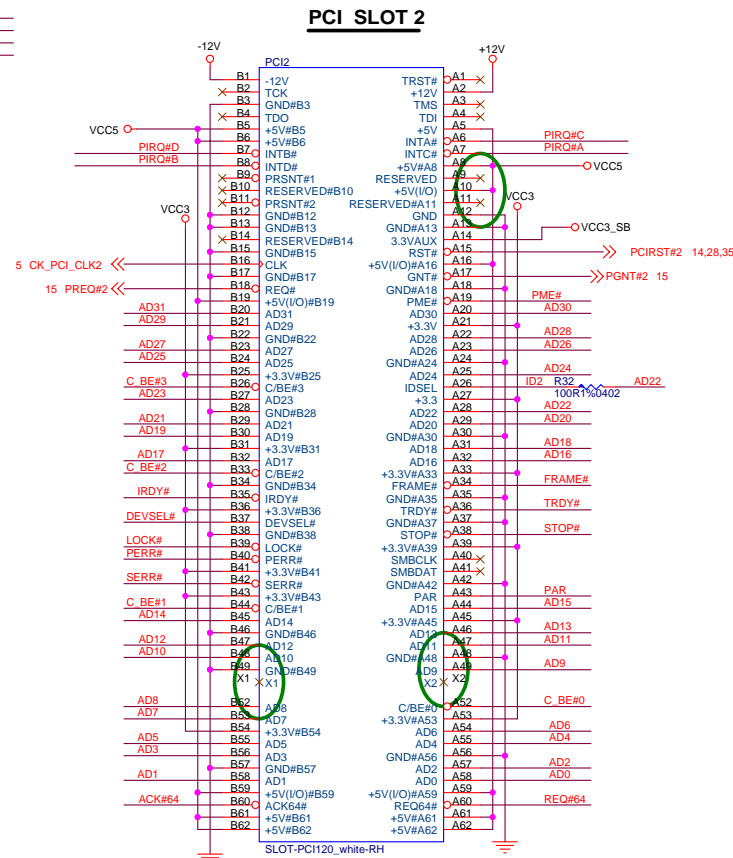 PCI SLOT 2
-12V +12V
PCI2
B1 -12V TRST# A1
B2 TCK +12V A2
B3 GND#B3 TMS A3
B4 TDO TDI A4
VCC5 B5 +5V#B5 +5V A5
B6 +5V#B6 INTA# A6 PIRQ#C
PIRQ#D B7 INTB# INTC# A7 PIRQ#A
PIRQ#B B8 INTD# +5V#A8 A8 VCC5
B9 PRSNT#1 RESERVED A9
B10 RESERVED#B10 +5V(I/O) A10
B11 PRSNT#2 RESERVED#A11 A11
VCC3 B12 GND#B12 GND A12 VCC3
B13 GND#B13 GND#A13 A13
B14 RESERVED#B14 3.3VAUX A14 VCC3_SB
B15 GND#B15 RST# A15 PCIRST#2 14,28,35
5 CK_PCI_CLK2 B16 CLK +5V(I/O)#A16 A16
B17 GND#B17 GNT# A17 PGNT#2 15
15 PREQ#2 B18 REQ# GND#A18 A18
B19 +5V(I/O)#B19 PME# A19 PME#
AD31 B20 AD31 AD30 A20 AD30
AD29 B21 AD29 +3.3V A21
B22 GND#B22 AD28 A22 AD28
AD27 B23 AD27 AD26 A23 AD26
AD25 B24 AD25 GND#A24 A24
B25 +3.3V#B25 AD24 A25 AD24
C_BE#3 B26 C/BE#3 IDSEL A26 ID2 R32 AD22
100R1%0402
AD23 B27 AD23 +3.3 A27
B28 GND#B28 AD22 A28 AD22
AD21 B29 AD21 AD20 A29 AD20
AD19 B30 AD19 GND#A30 A30
B31 +3.3V#B31 AD18 A31 AD18
AD17 B32 AD17 AD16 A32 AD16
C_BE#2 B33 C/BE#2 +3.3V#A33 A33
B34 GND#B34 FRAME# A34 FRAME#
IRDY# B35 IRDY# GND#A35 A35
B36 +3.3V#B36 TRDY# A36 TRDY#
DEVSEL# B37 DEVSEL# GND#A37 A37
B38 GND#B38 STOP# A38 STOP#
LOCK# B39 LOCK# +3.3V#A39 A39
PERR# B40 PERR# SMBCLK A40
B41 +3.3V#B41 SMBDAT A41
SERR# B42 SERR# GND#A42 A42
B43 +3.3V#B43 PAR A43 PAR
C_BE#1 B44 C/BE#1 AD15 A44 AD15
AD14 B45 AD14 +3.3V#A45 A45
B46 GND#B46 AD13 A46 AD13
AD12 B47 AD12 AD11 A47 AD11
AD10 B48 AD10 GND#A48 A48
B49 GND#B49 AD9 A49 AD9
X1 X1 X2 X2
AD8 B52 AD8 C/BE#0 A52 C_BE#0
AD7 B53 AD7 +3.3V#A53 A53
B54 +3.3V#B54 AD6 A54 AD6
AD5 B55 AD5 AD4 A55 AD4
AD3 B56 AD3 GND#A56 A56
B57 GND#B57 AD2 A57 AD2
AD1 B58 AD1 AD0 A58 AD0
B59 +5V(I/O)#B59 +5V(I/O)#A59 A59
ACK#64 B60 ACK64# REQ64# A60 REQ#64
B61 +5V#B61 +5V#A61 A61
B62 +5V#B62 +5V#A62 A62
SLOT-PCI120_white-RH